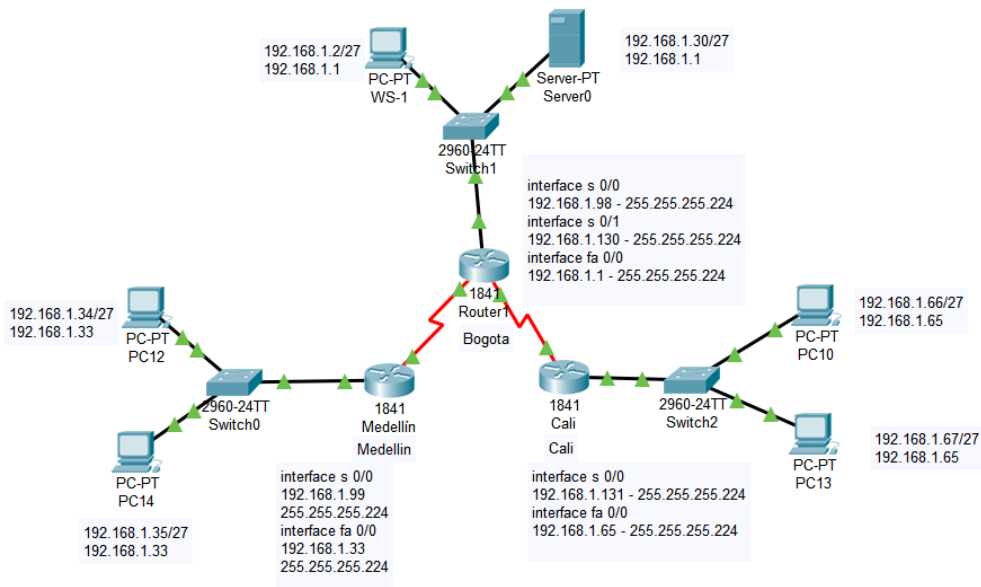 192.168.1.2/27
192.168.1.1
PC-PT
WS-1
Server-PT
Server0
192.168.1.30/27
192.168.1.1
2960-24TT
Switch1
interface s 0/0
192.168.1.98 - 255.255.255.224
interface s 0/1
192.168.1.130 - 255.255.255.224
interface fa 0/0
192.168.1.1 - 255.255.255.224
1841
Router1
Bogota
192.168.1.34/27
192.168.1.33
PC-PT
PC12
2960-24TT
Switch0
PC-PT
PC14
192.168.1.35/27
192.168.1.33
1841
Medellín
Medellin
interface s 0/0
192.168.1.99
255.255.255.224
interface fa 0/0
192.168.1.33
255.255.255.224
1841
Cali
Cali
interface s 0/0
192.168.1.131 - 255.255.255.224
interface fa 0/0
192.168.1.65 - 255.255.255.224
2960-24TT
Switch2
PC-PT
PC10
192.168.1.66/27
192.168.1.65
PC-PT
PC13
192.168.1.67/27
192.168.1.65